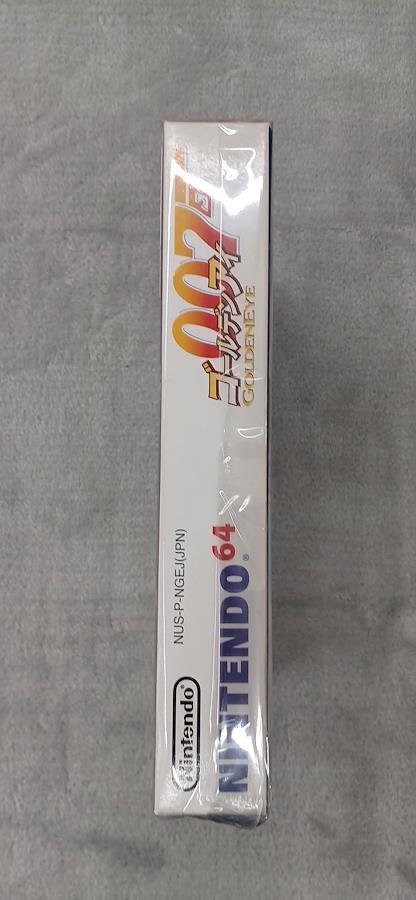 Nintendo®
NUS-P-NGEJ(JPN)
NINTENDO64®
007
ゴールデンアイ
GOLDENEYE